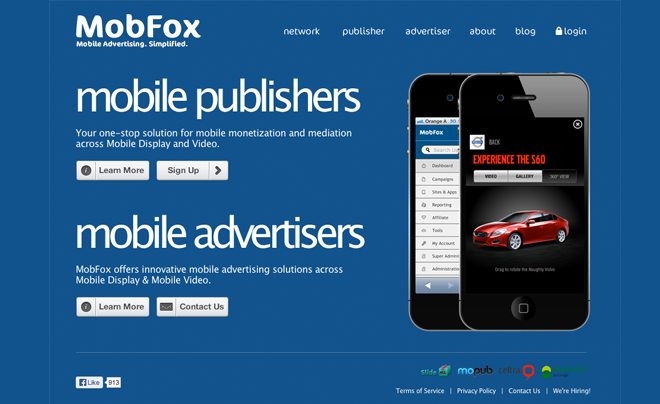 MobFox
Mobile Advertising. Simplified.
network publisher advertiser about blog login
mobile publishers
Your one-stop solution for mobile monetization and mediation
across Mobile Display and Video.
Learn More Sign Up
mobile advertisers
MobFox offers innovative mobile advertising solutions across
Mobile Display & Mobile Video.
Learn More Contact Us
Orange A
MobFox
Search
Dashboard
Campaigns
Sites & Apps
Reporting
Affiliate
Tools
My Account
Super Admin
Administration
BACK
EXPERIENCE THE S60
VIDEO GALLERY 360° VIEW
Drag to rotate the Naughty Video
Like 913
Slide mopub
Terms of Service | Privacy Policy | Contact Us | We're Hiring!